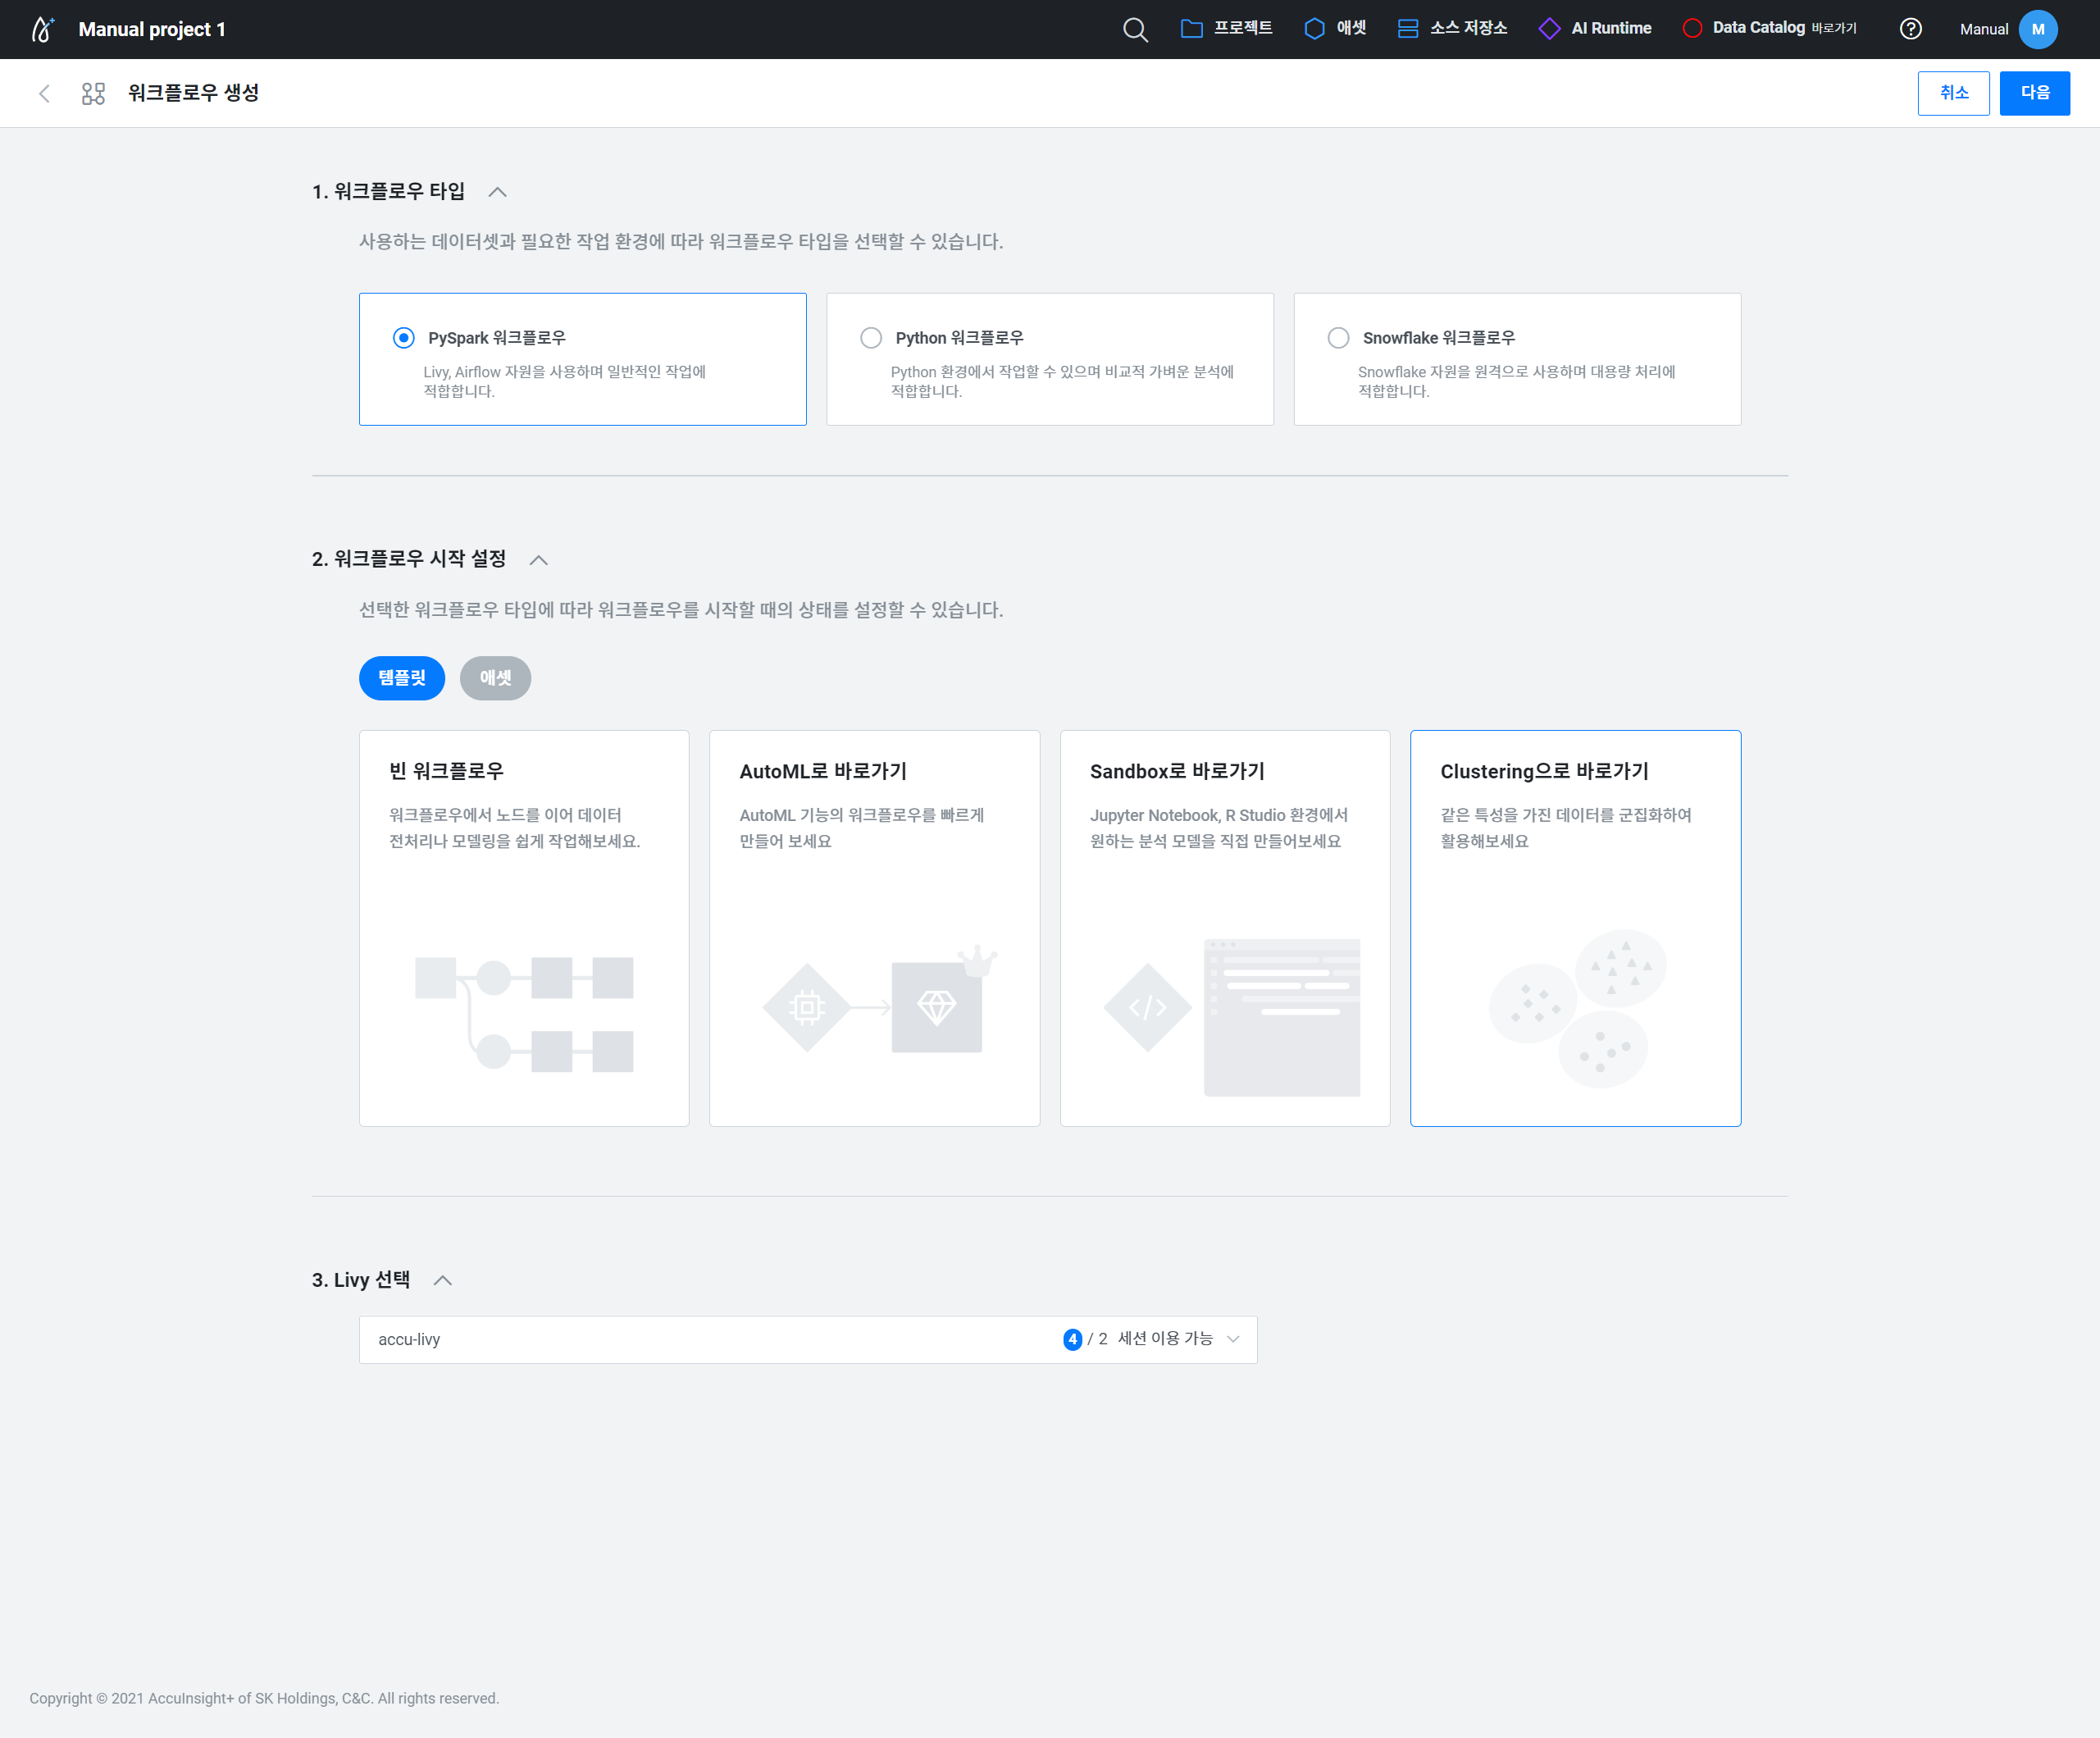 Manual project 1
프로젝트
애셋
소스 저장소
AI Runtime
Data Catalog 바로가기
?
Manual
M
워크플로우 생성
취소
다음
1. 워크플로우 타입
사용하는 데이터셋과 필요한 작업 환경에 따라 워크플로우 타입을 선택할 수 있습니다.
PySpark 워크플로우
Livy, Airflow 자원을 사용하며 일반적인 작업에
적합합니다.
Python 워크플로우
Python 환경에서 작업할 수 있으며 비교적 가벼운 분석에
적합합니다.
Snowflake 워크플로우
Snowflake 자원을 원격으로 사용하며 대용량 처리에
적합합니다.
2. 워크플로우 시작 설정
선택한 워크플로우 타입에 따라 워크플로우를 시작할 때의 상태를 설정할 수 있습니다.
템플릿
애셋
빈 워크플로우
워크플로우에서 노드를 이어 데이터
전처리나 모델링을 쉽게 작업해보세요.
AutoML로 바로가기
AutoML 기능의 워크플로우를 빠르게
만들어 보세요
Sandbox로 바로가기
Jupyter Notebook, R Studio 환경에서
원하는 분석 모델을 직접 만들어보세요
</>
Clustering으로 바로가기
같은 특성을 가진 데이터를 군집화하여
활용해보세요
3. Livy 선택
accu-livy
4 / 2 세션 이용 가능
Copyright © 2021 AccuInsight+ of SK Holdings, C&C. All rights reserved.